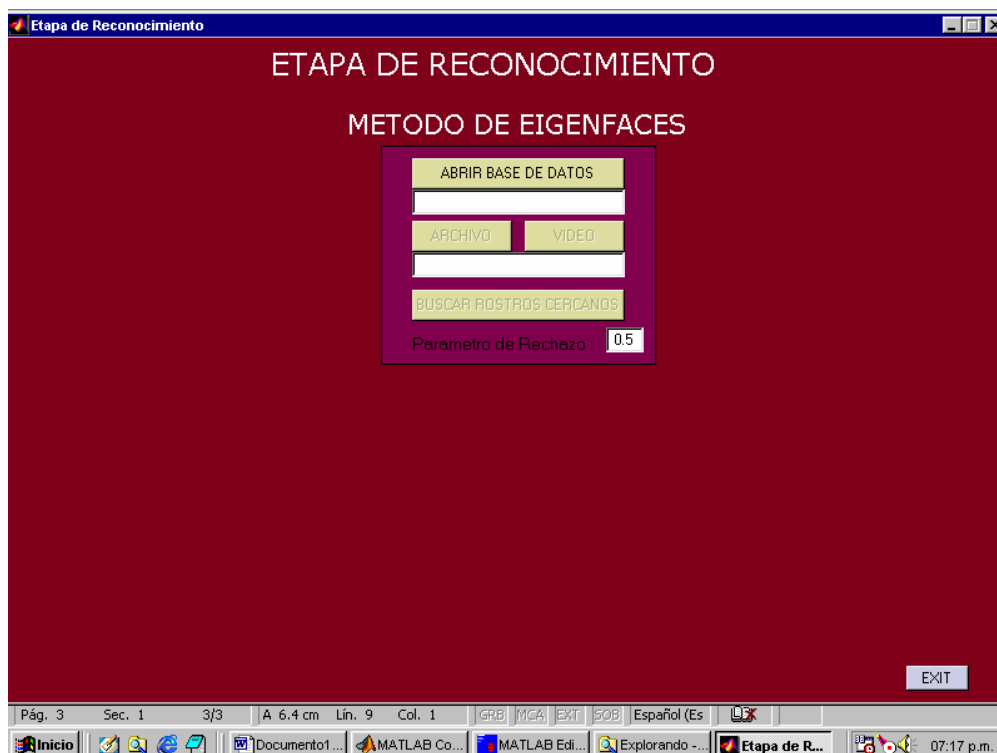 Etapa de Reconocimiento
ETAPA DE RECONOCIMIENTO
METODO DE EIGENFACES
ABRIR BASE DE DATOS
ARCHIVO VIDEO
BUSCAR ROSTROS CERCANOS
Parametro de Rechazo : 0.5
EXIT
Pág. 3 Sec. 1 3/3 A 6.4 cm Lín. 9 Col. 1 GRB MCA EXT SOB Español (Es
Inicio Documento1... MATLAB Co... MATLAB Edi... Explorando -... Etapa de R... 07:17 p.m.